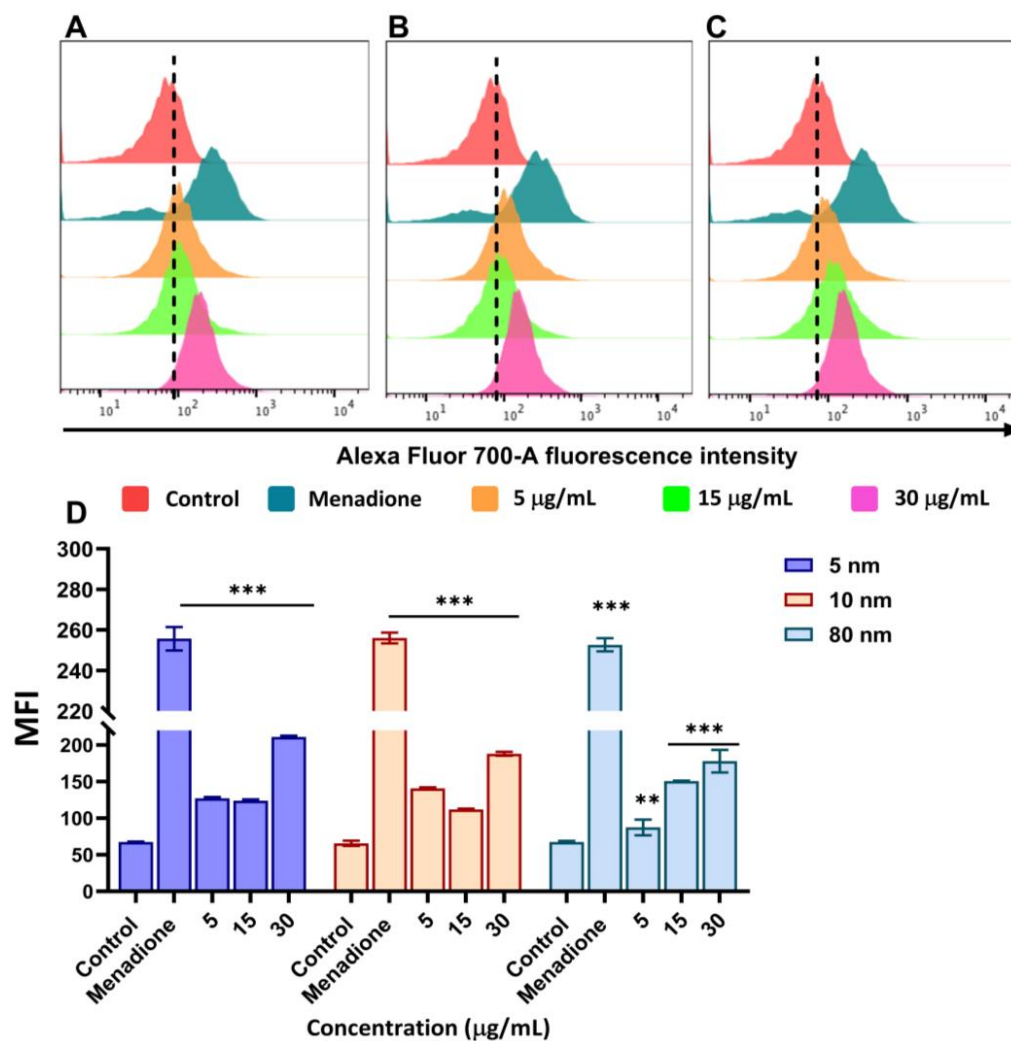 A
B
C
10¹ 10² 10³ 10⁴
10¹ 10² 10³ 10⁴
10¹ 10² 10³ 10⁴
Alexa Fluor 700-A fluorescence intensity
Control Menadione 5 μg/mL 15 μg/mL 30 μg/mL
D
300
280
260
240
220
200
150
100
50
0
MFI
***
***
***
**
***
5 nm
10 nm
80 nm
Control Menadione 5 15 30
Control Menadione 5 15 30
Control Menadione 5 15 30
Concentration (μg/mL)